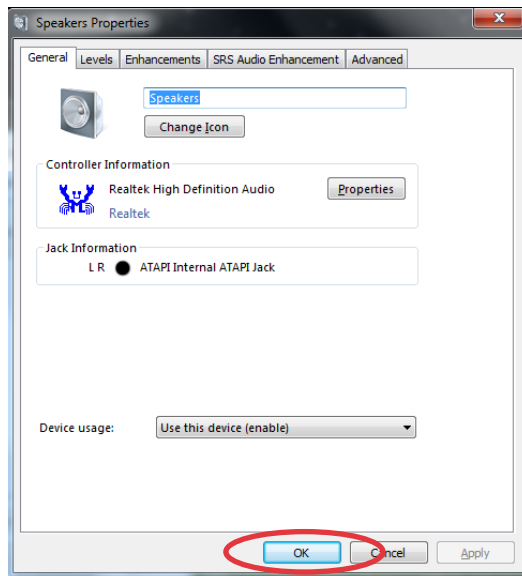 Speakers Properties
General Levels Enhancements SRS Audio Enhancement Advanced
Speakers
Change Icon
Controller Information
Realtek High Definition Audio Properties
Realtek
Jack Information
L R ATAPI Internal ATAPI Jack
Device usage: Use this device (enable)
OK Cancel Apply